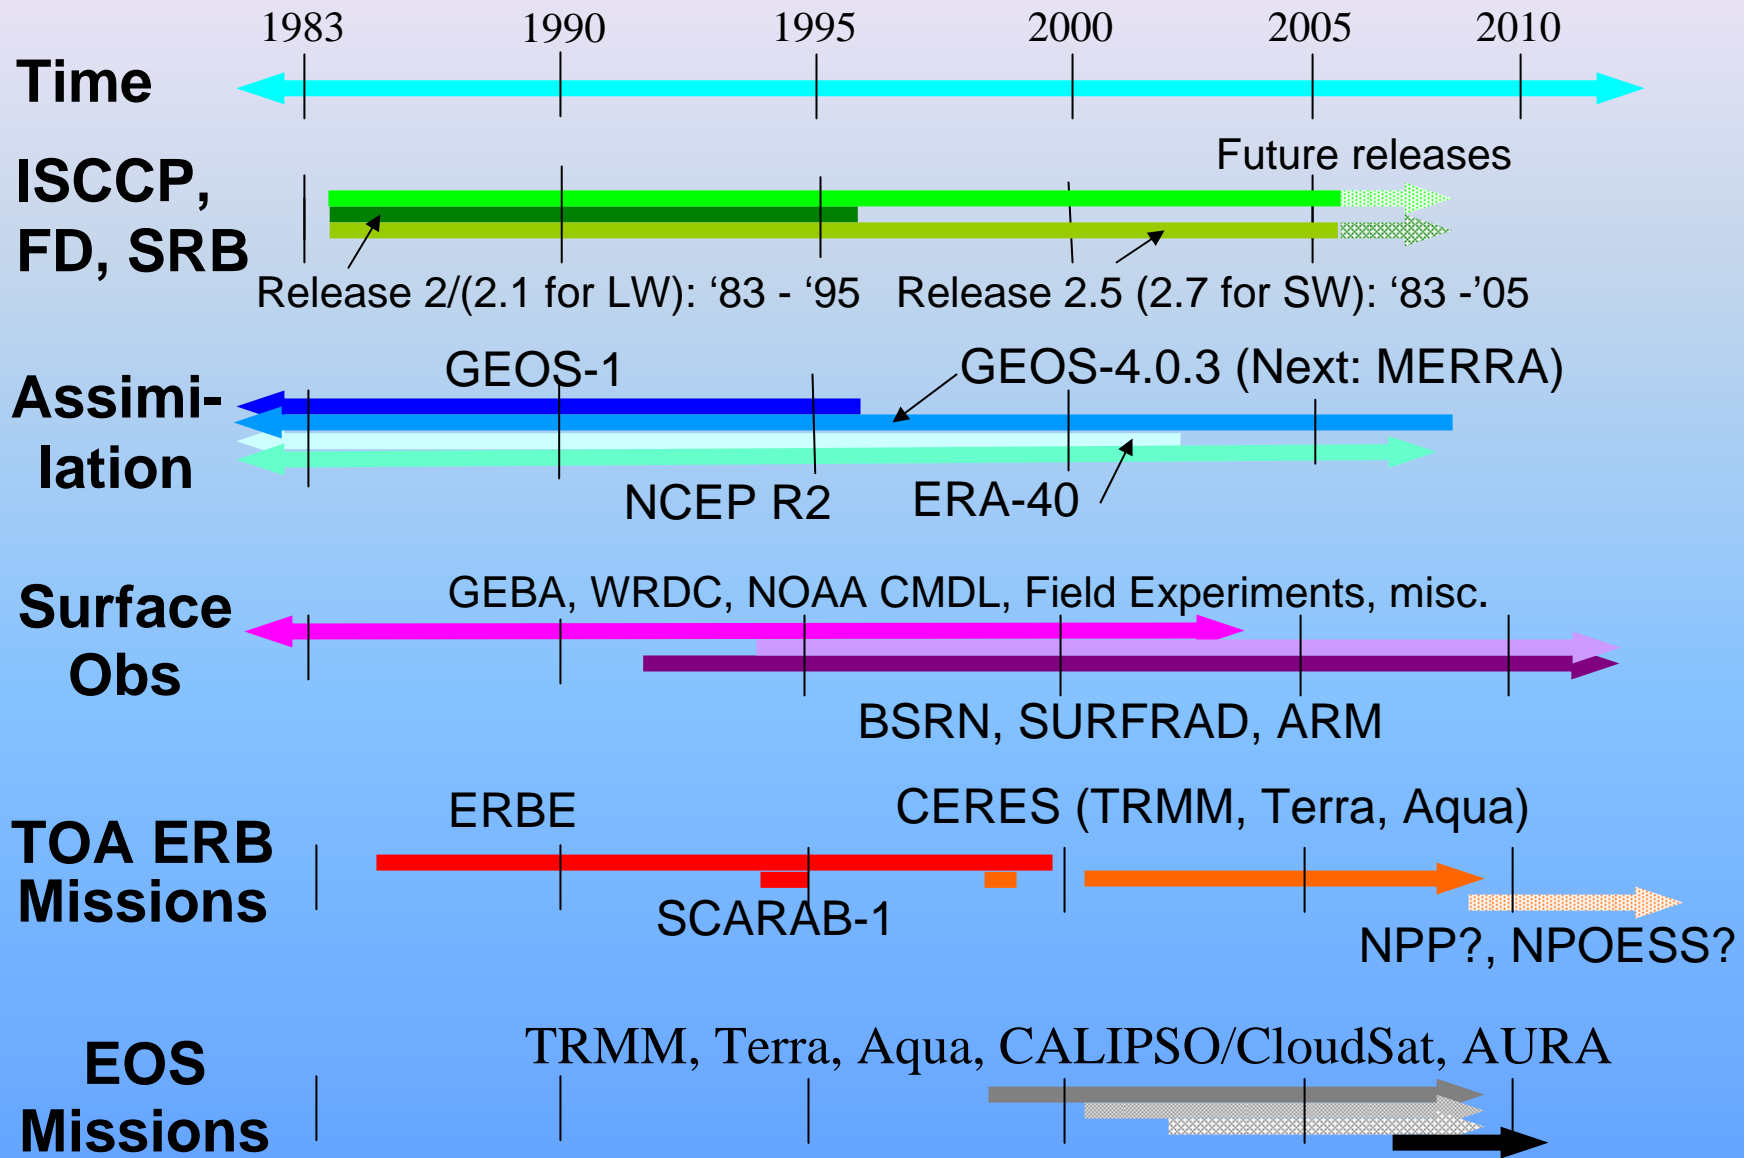 1983 1990 1995 2000 2005 2010
Time
Future releases
ISCCP,
FD, SRB
Release 2/(2.1 for LW): ‘83 - ‘95 Release 2.5 (2.7 for SW): ‘83 -’05
GEOS-1 GEOS-4.0.3 (Next: MERRA)
Assimi-
lation
NCEP R2 ERA-40
GEBA, WRDC, NOAA CMDL, Field Experiments, misc.
Surface
Obs
BSRN, SURFRAD, ARM
ERBE CERES (TRMM, Terra, Aqua)
TOA ERB
Missions
SCARAB-1
NPP?, NPOESS?
TRMM, Terra, Aqua, CALIPSO/CloudSat, AURA
EOS
Missions